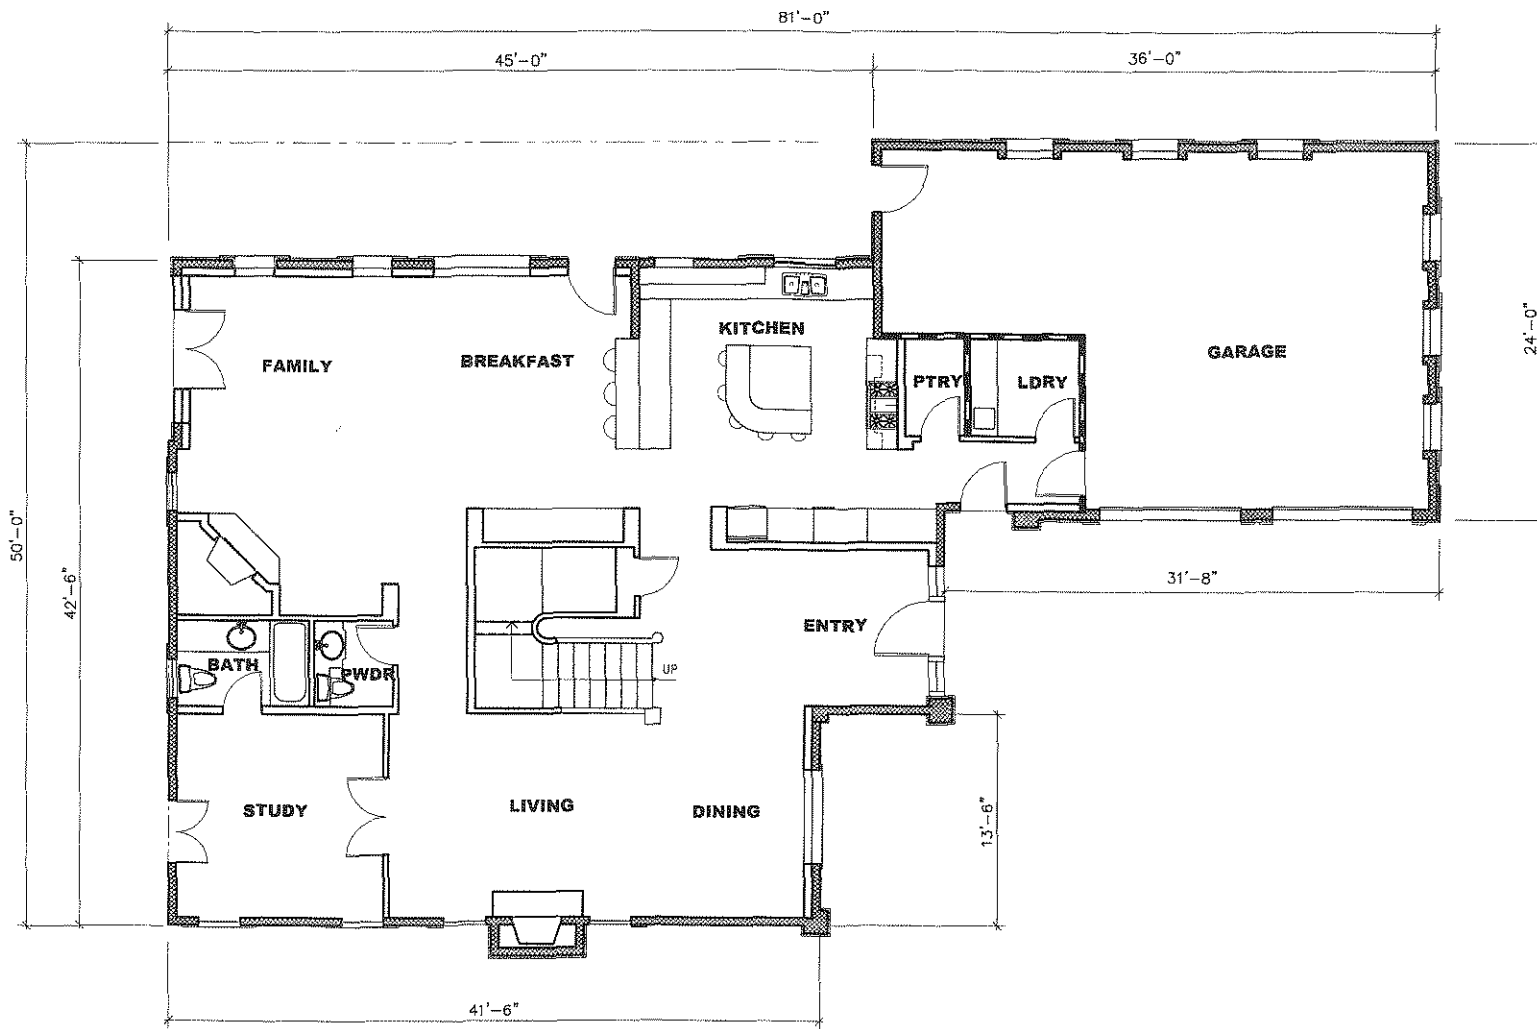 81'-0"
45'-0"
36'-0"
KITCHEN
FAMILY
BREAKFAST
PTRY
LDRY
GARAGE
24'-0"
50'-0"
42'-6"
31'-8"
ENTRY
BATH
PWDR
UP
STUDY
LIVING
DINING
13'-6"
41'-6"